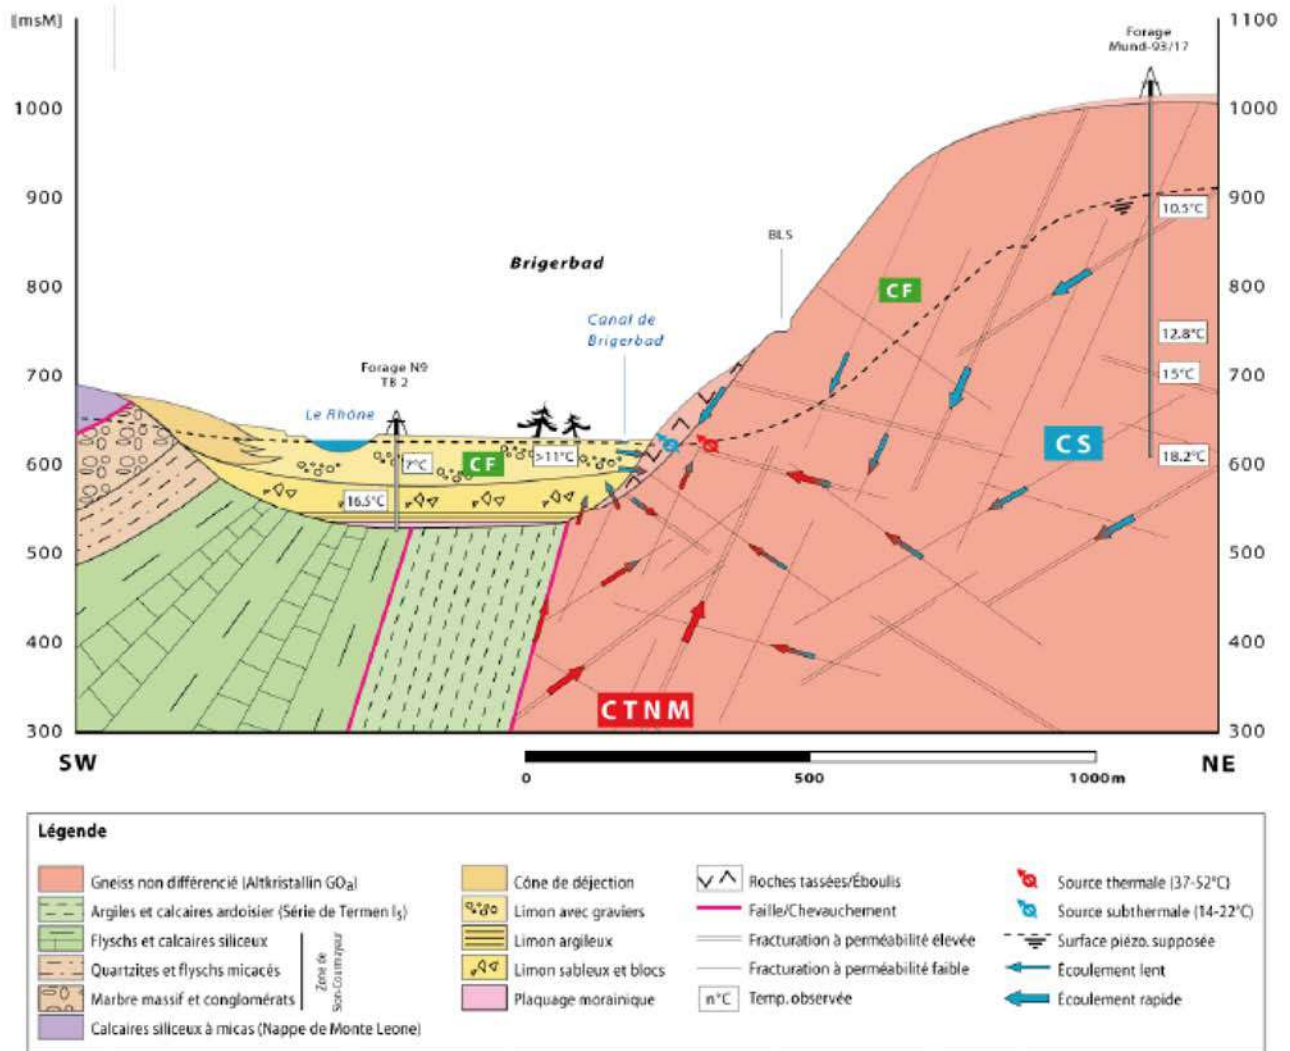 [msM]
1100
Forage
Mund-93/17
1000
1000
900
900
10.5°C
BLS
Brigerbad
800
CF
800
Canal de
Brigerbad
12.8°C
Forage N9
TB 2
700
15°C
700
Le Rhône
CS
600
7°C
CF
>11°C
18.2°C
600
16.5°C
500
500
400
400
CTNM
300
300
SW
NE
0
500
1000m
Légende
Gneiss non différencié (Altkristallin GOa)
Argiles et calcaires ardoisier (Série de Termen I5)
Flyschs et calcaires siliceux
Quartzites et flyschs micacés
Marbre massif et conglomérats
Zone de
Sion-Courmayeur
Calcaires siliceux à micas (Nappe de Monte Leone)
Cône de déjection
Limon avec graviers
Limon argileux
Limon sableux et blocs
Plaquage morainique
Roches tassées/Éboulis
Faille/Chevauchement
Fracturation à perméabilité élevée
Fracturation à perméabilité faible
n°C
Temp. observée
Source thermale (37-52°C)
Source subthermale (14-22°C)
Surface piézo. supposée
Écoulement lent
Écoulement rapide